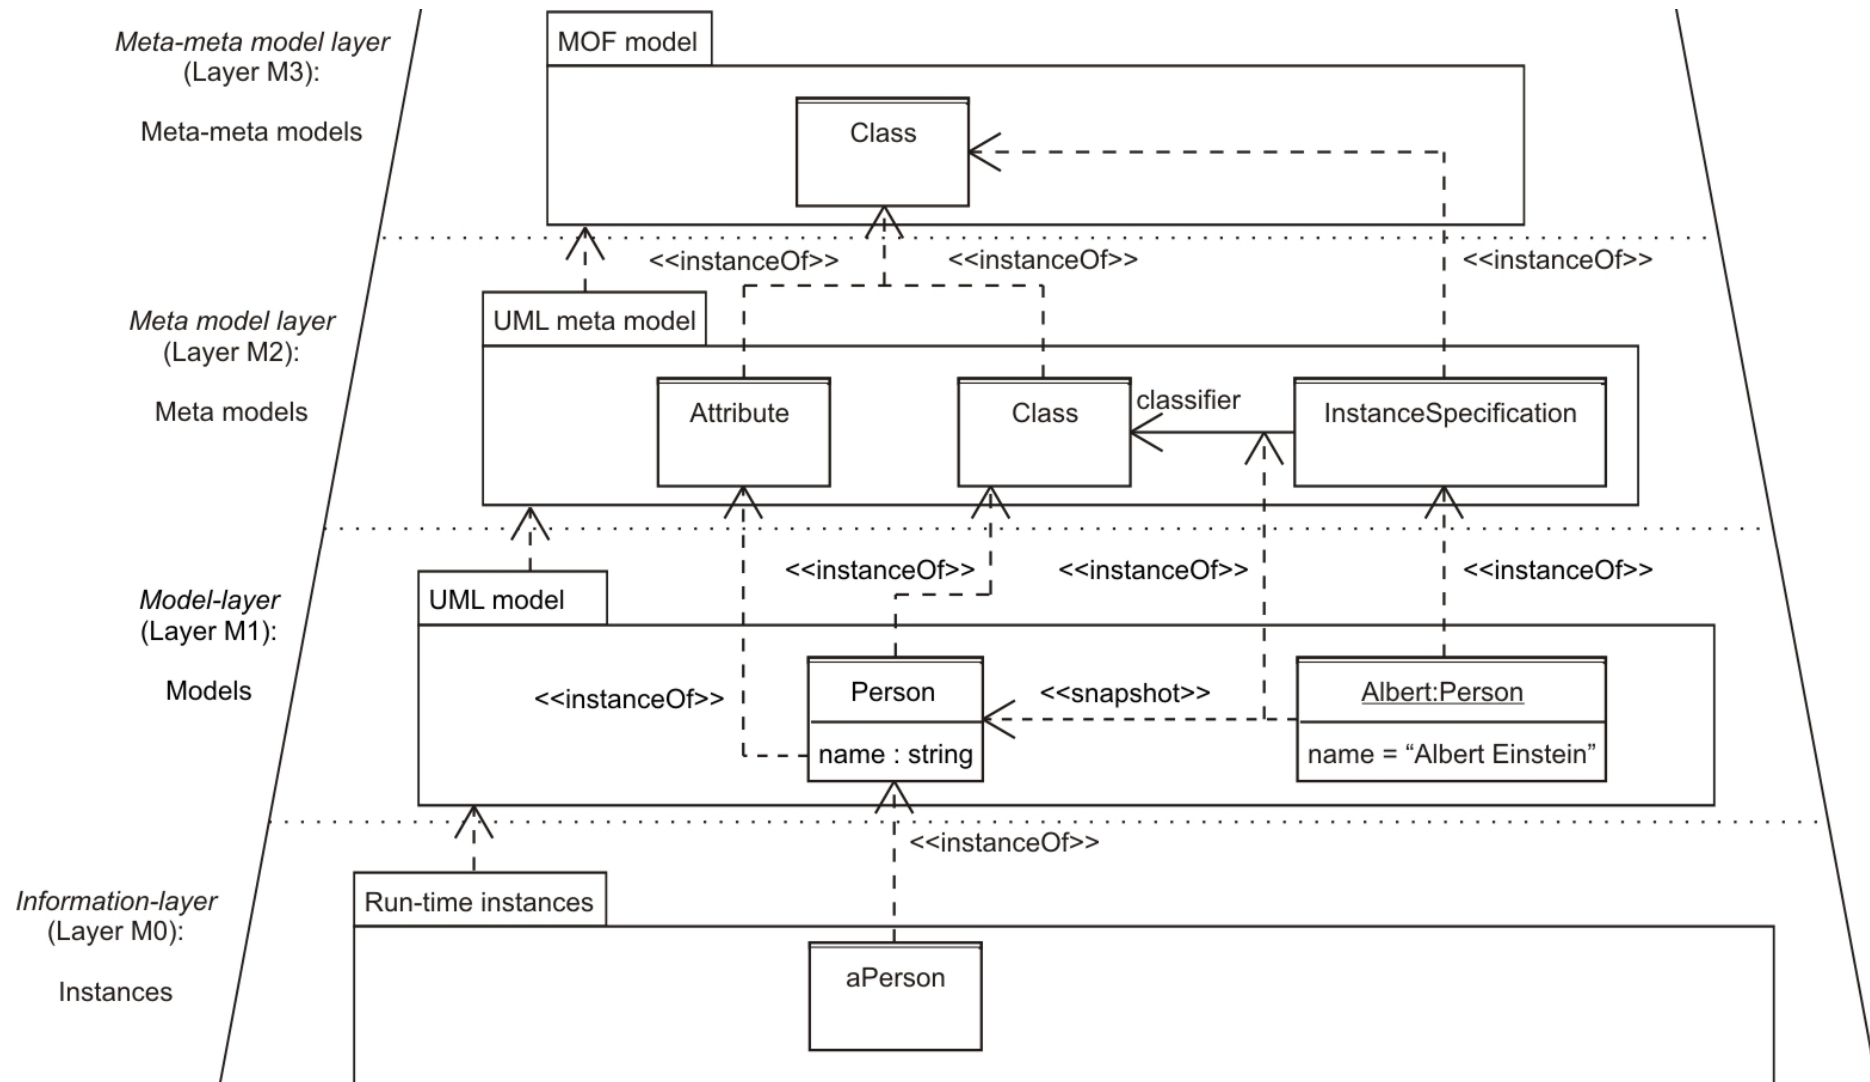 Meta-meta model layer
(Layer M3):
Meta-meta models
MOF model
Class
<<instanceOf>>
<<instanceOf>>
<<instanceOf>>
Meta model layer
(Layer M2):
Meta models
UML meta model
Attribute
Class
classifier
InstanceSpecification
<<instanceOf>>
<<instanceOf>>
<<instanceOf>>
Model-layer
(Layer M1):
Models
UML model
<<instanceOf>>
Person
name : string
<<snapshot>>
Albert:Person
name = “Albert Einstein”
<<instanceOf>>
Information-layer
(Layer M0):
Instances
Run-time instances
aPerson